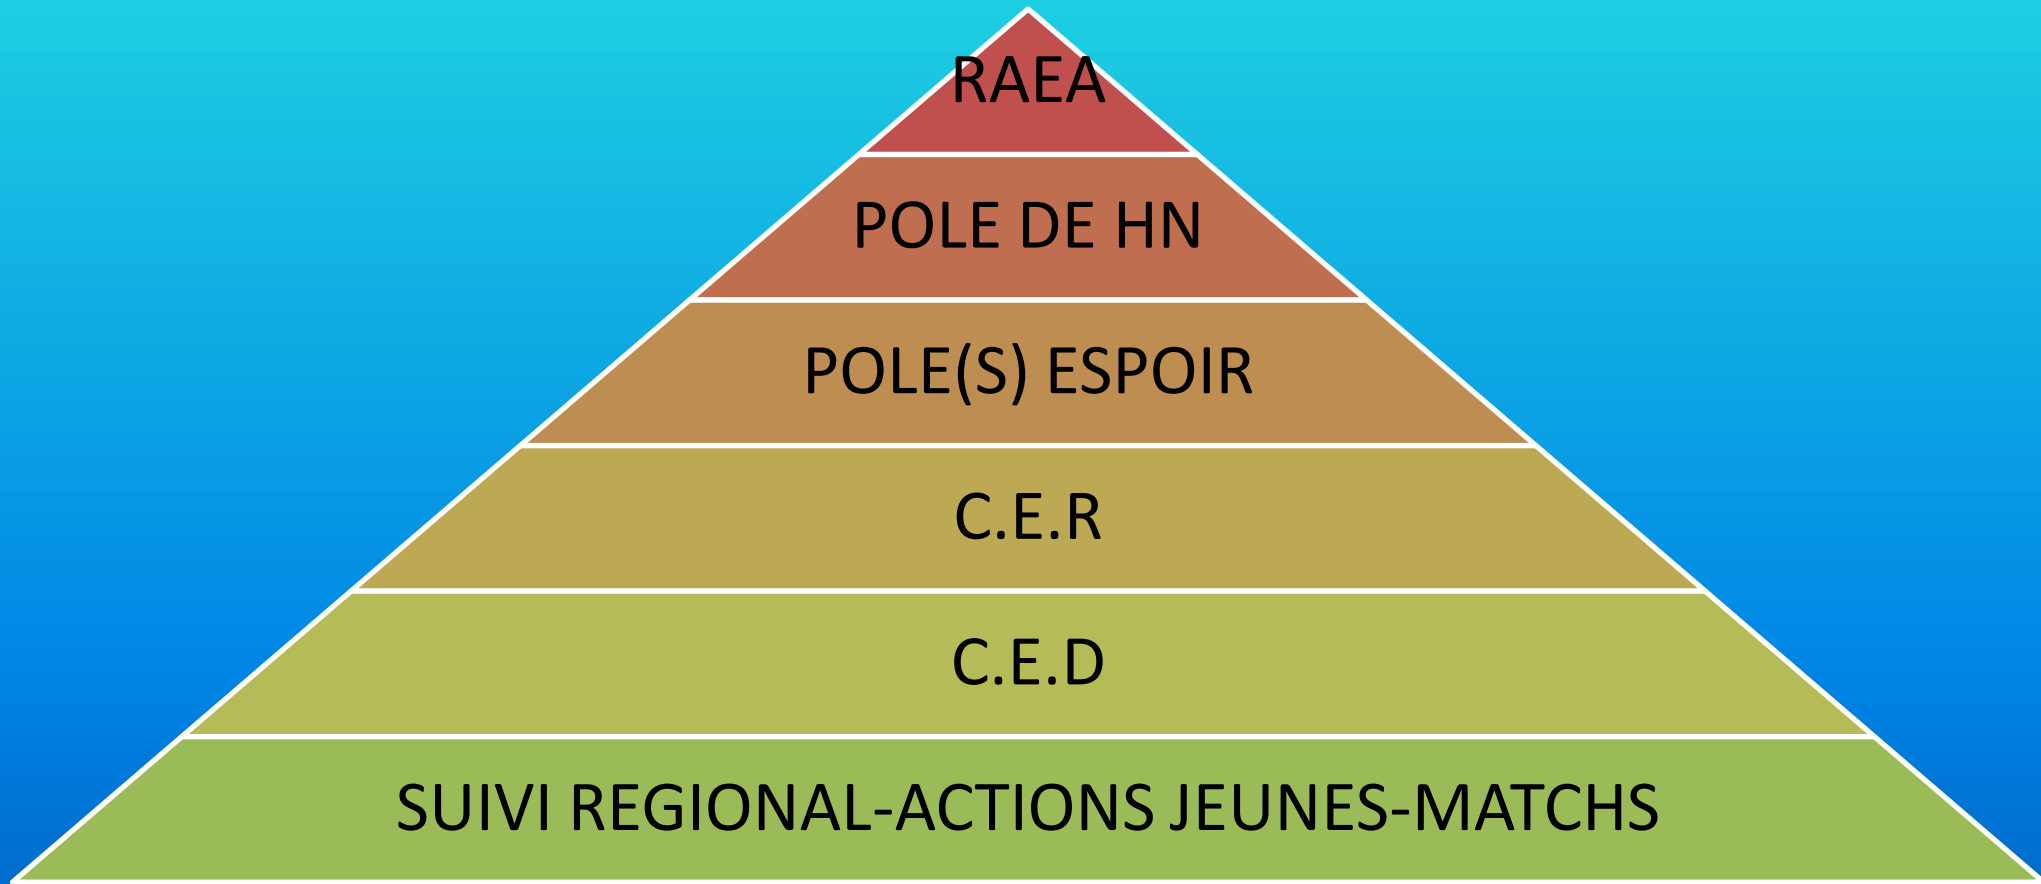 RAEA
POLE DE HN
POLE(S) ESPOIR
C.E.R
C.E.D
SUIVI REGIONAL-ACTIONS JEUNES-MATCHS